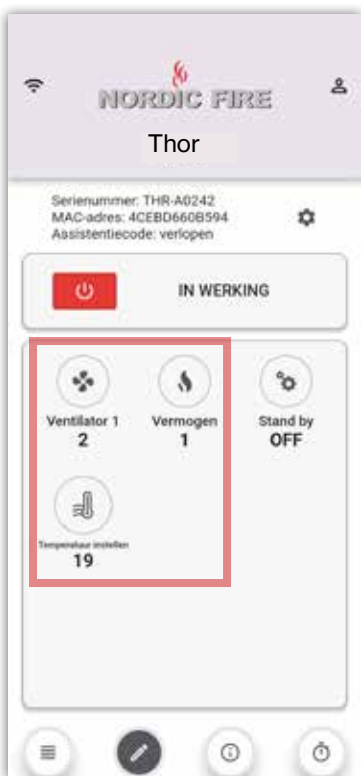 NORDIC FIRE
Thor
Serienummer: THR-A0242
MAC-adres: 4CEBD660B594
Assistentiecode: verlopen
IN WERKING
Ventilator 1
2
Vermogen
1
Stand by
OFF
Temperatuur instellen
19